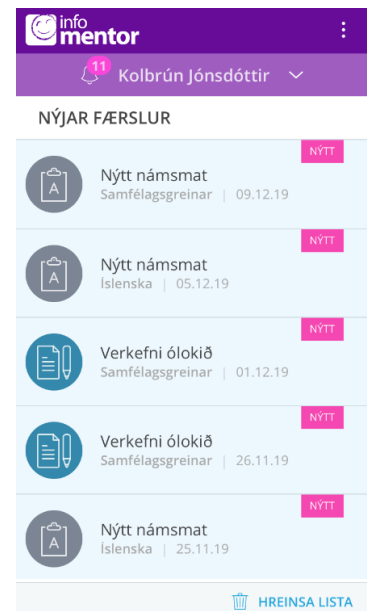 info
mentor
11
Kolbrún Jónsdóttir
NÝJAR FÆRSLUR
NÝTT
Nýtt námsmat
Samfélagsgreinar | 09.12.19
A
NÝTT
Nýtt námsmat
Íslenska | 05.12.19
A
NÝTT
Verkefni ólokið
Samfélagsgreinar | 01.12.19
NÝTT
Verkefni ólokið
Samfélagsgreinar | 26.11.19
NÝTT
Nýtt námsmat
Íslenska | 25.11.19
A
HREINSA LISTA